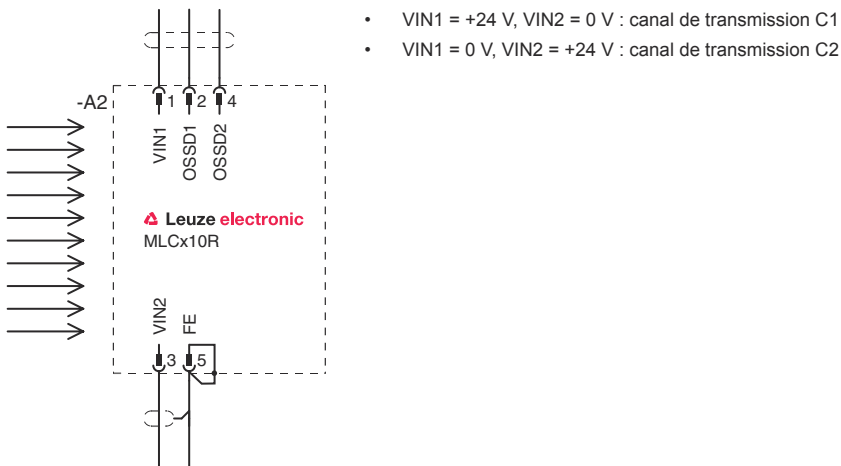 • VIN1 = +24 V, VIN2 = 0 V : canal de transmission C1
• VIN1 = 0 V, VIN2 = +24 V : canal de transmission C2
-A2
1 2 4
VIN1 OSSD1 OSSD2
Leuze electronic
MLCx10R
VIN2 FE
3 5